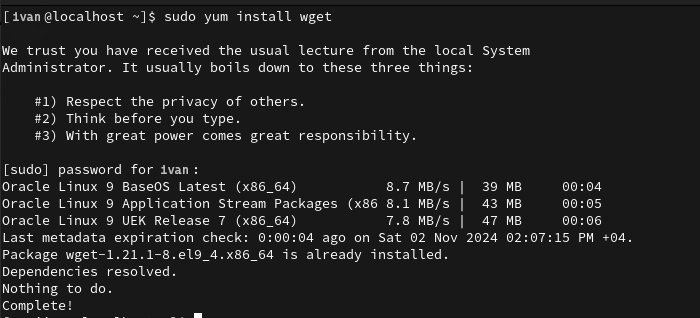 [ivan@localhost ~]$ sudo yum install wget
We trust you have received the usual lecture from the local System
Administrator. It usually boils down to these three things:
#1) Respect the privacy of others.
#2) Think before you type.
#3) With great power comes great responsibility.
[sudo] password for ivan:
Oracle Linux 9 BaseOS Latest (x86_64) 8.7 MB/s | 39 MB 00:04
Oracle Linux 9 Application Stream Packages (x86 8.1 MB/s | 43 MB 00:05
Oracle Linux 9 UEK Release 7 (x86_64) 7.8 MB/s | 47 MB 00:06
Last metadata expiration check: 0:00:04 ago on Sat 02 Nov 2024 02:07:15 PM +04.
Package wget-1.21.1-8.el9_4.x86_64 is already installed.
Dependencies resolved.
Nothing to do.
Complete!